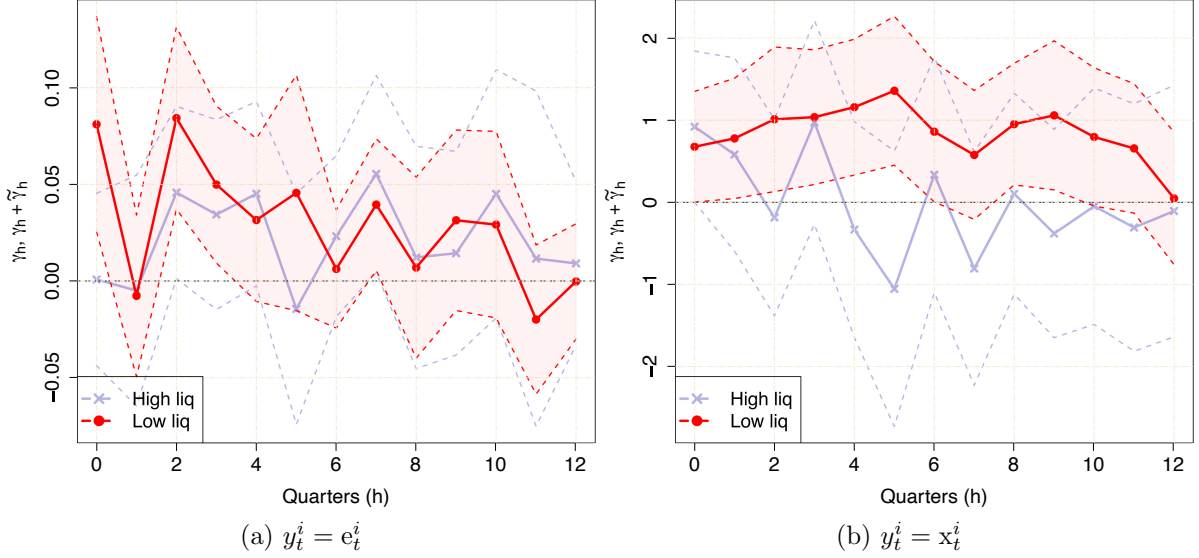 γh, γh + γ̃h
0.10
0.05
0.00
−0.05
High liq
Low liq
0 2 4 6 8 10 12
Quarters (h)
(a) y_t^i = e_t^i
γh, γh + γ̃h
2
1
0
−1
−2
High liq
Low liq
0 2 4 6 8 10 12
Quarters (h)
(b) y_t^i = x_t^i